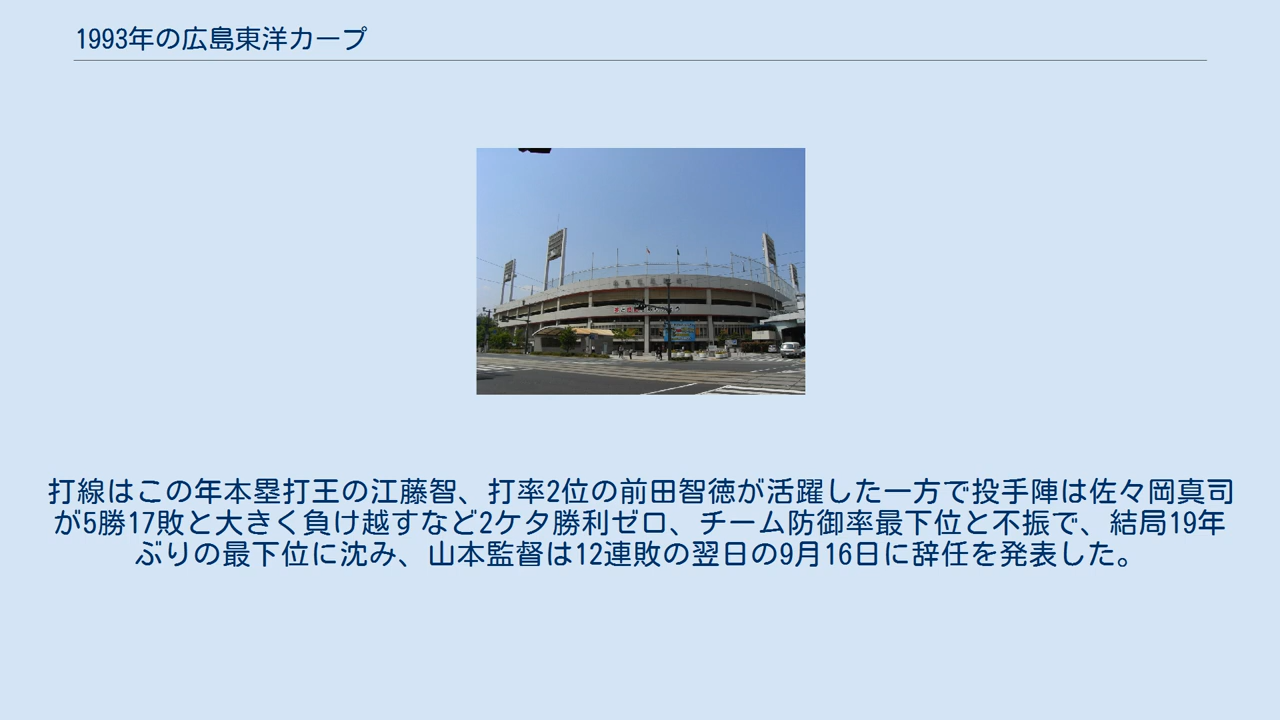 1993年の広島東洋カープ
打線はこの年本塁打王の江藤智、打率2位の前田智徳が活躍した一方で投手陣は佐々岡真司
が5勝17敗と大きく負け越すなど2ケタ勝利ゼロ、チーム防御率最下位と不振で、結局19年
ぶりの最下位に沈み、山本監督は12連敗の翌日の9月16日に辞任を発表した。